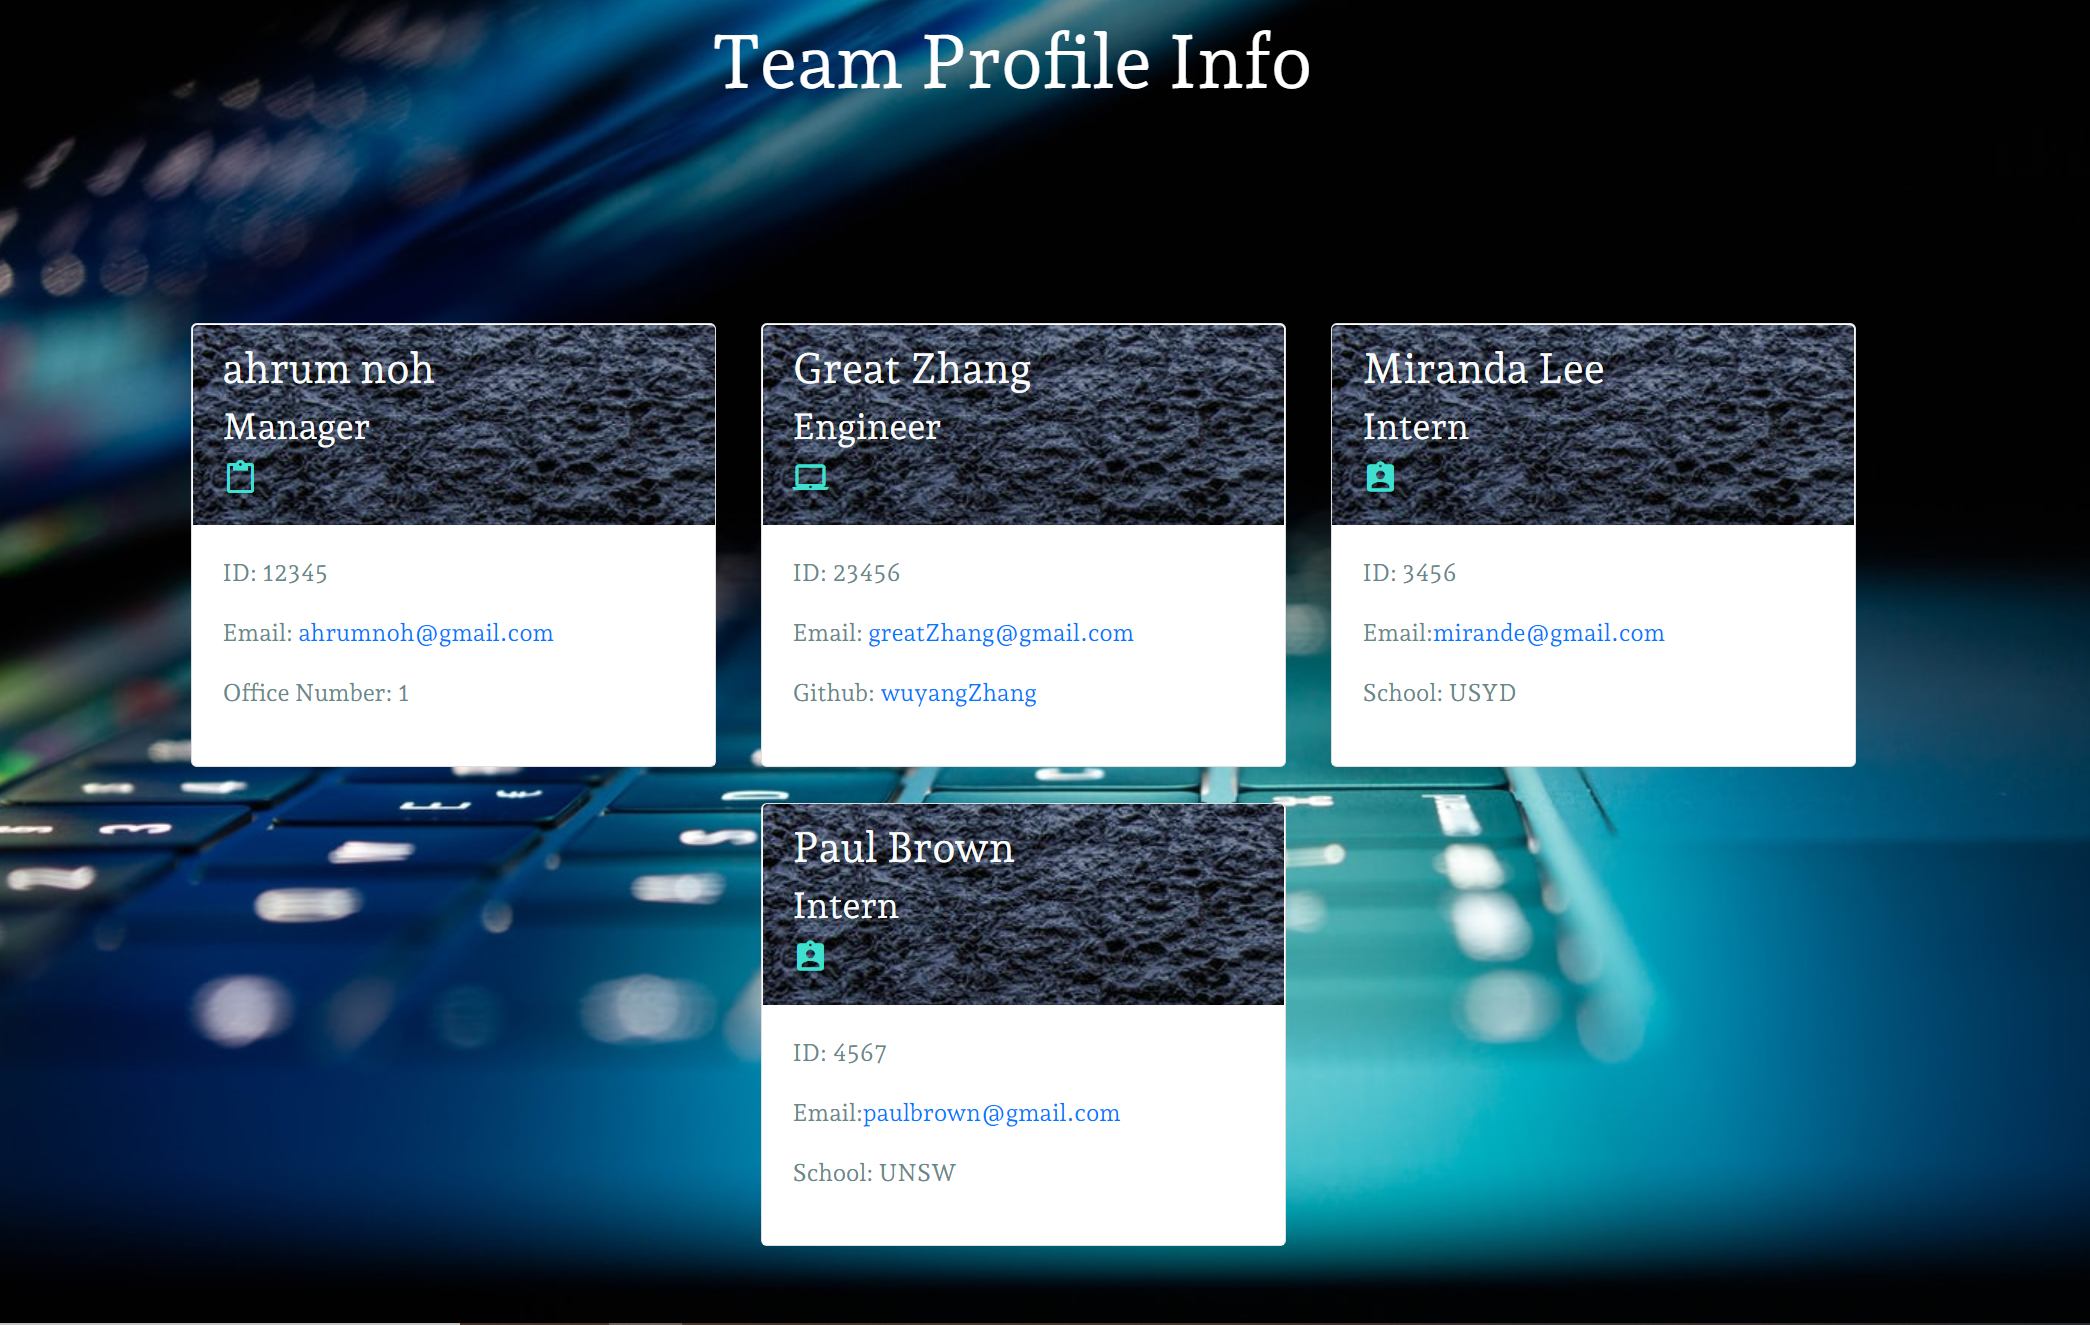 Team Profile Info
ahrum noh
Manager
ID: 12345
Email: ahrumnoh@gmail.com
Office Number: 1
Great Zhang
Engineer
ID: 23456
Email: greatZhang@gmail.com
Github: wuyangZhang
Miranda Lee
Intern
ID: 3456
Email:mirande@gmail.com
School: USYD
Paul Brown
Intern
ID: 4567
Email:paulbrown@gmail.com
School: UNSW